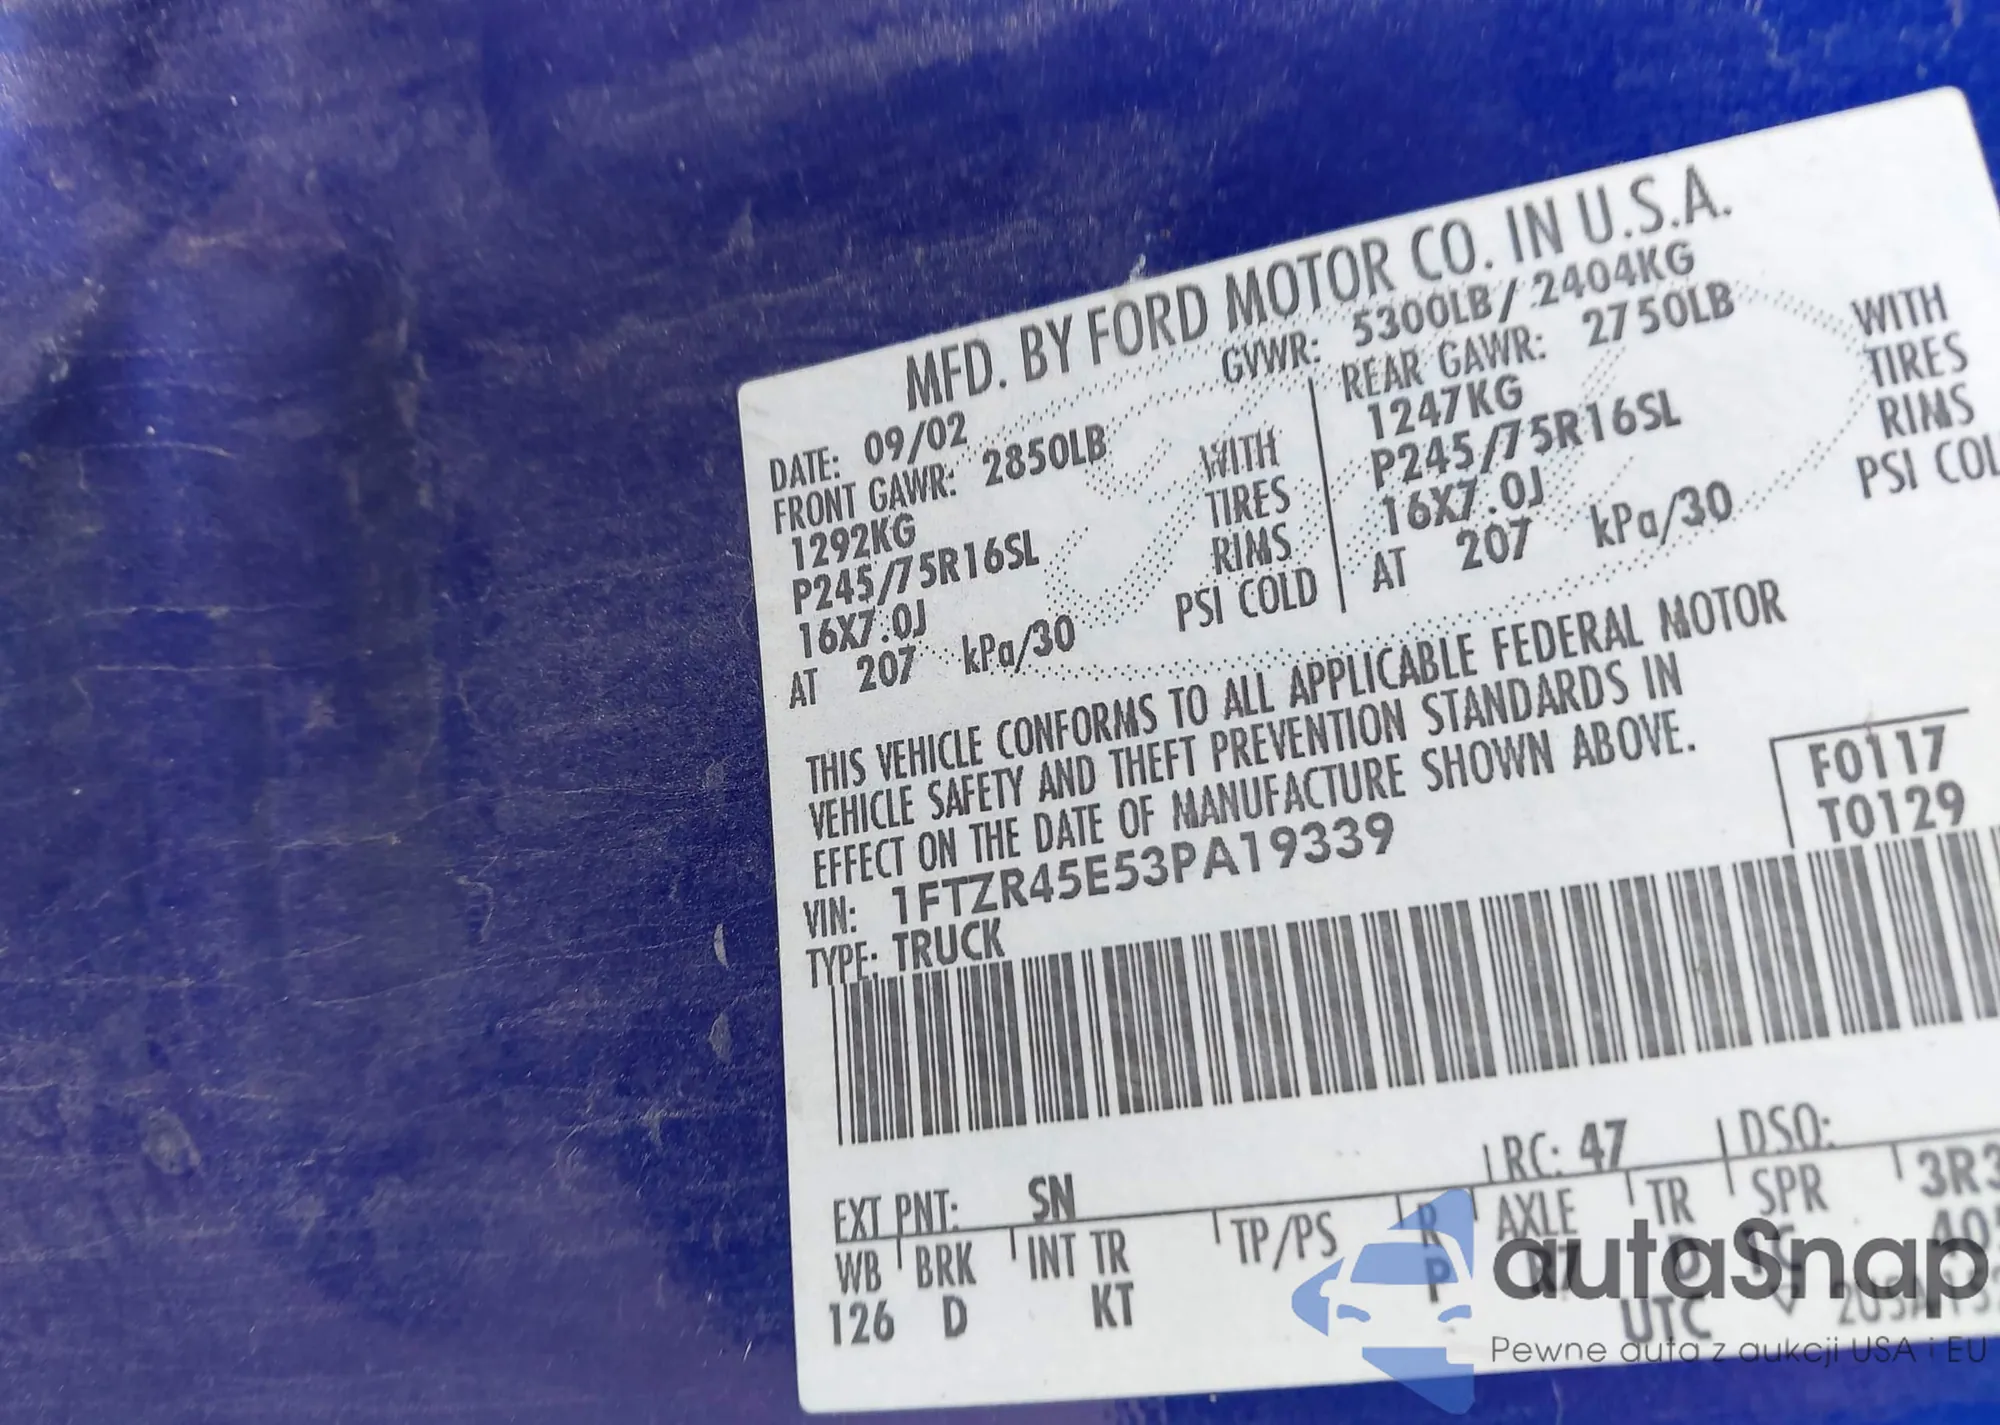 MFD. BY FORD MOTOR CO. IN U.S.A.
DATE: 09/02 GVWR: 5300LB/2404KG
FRONT GAWR: 2850LB REAR GAWR: 2750LB
1292KG WITH 1247KG WITH
P245/75R16SL TIRES P245/75R16SL TIRES
16X7.0J RIMS 16X7.0J RIMS
AT 207 kPa/30 PSI COLD AT 207 kPa/30 PSI COL
THIS VEHICLE CONFORMS TO ALL APPLICABLE FEDERAL MOTOR
VEHICLE SAFETY AND THEFT PREVENTION STANDARDS IN
EFFECT ON THE DATE OF MANUFACTURE SHOWN ABOVE.
VIN: 1FTZR45E53PA19339 F0117
TYPE: TRUCK T0129
EXT PNT: SN RC: 47 DSO:
WB BRK INT TR TP/PS R AXLE TR SPR 3R3
126 D KT P
UTC
autaSnap
Pewne auta z aukcji USA i EU